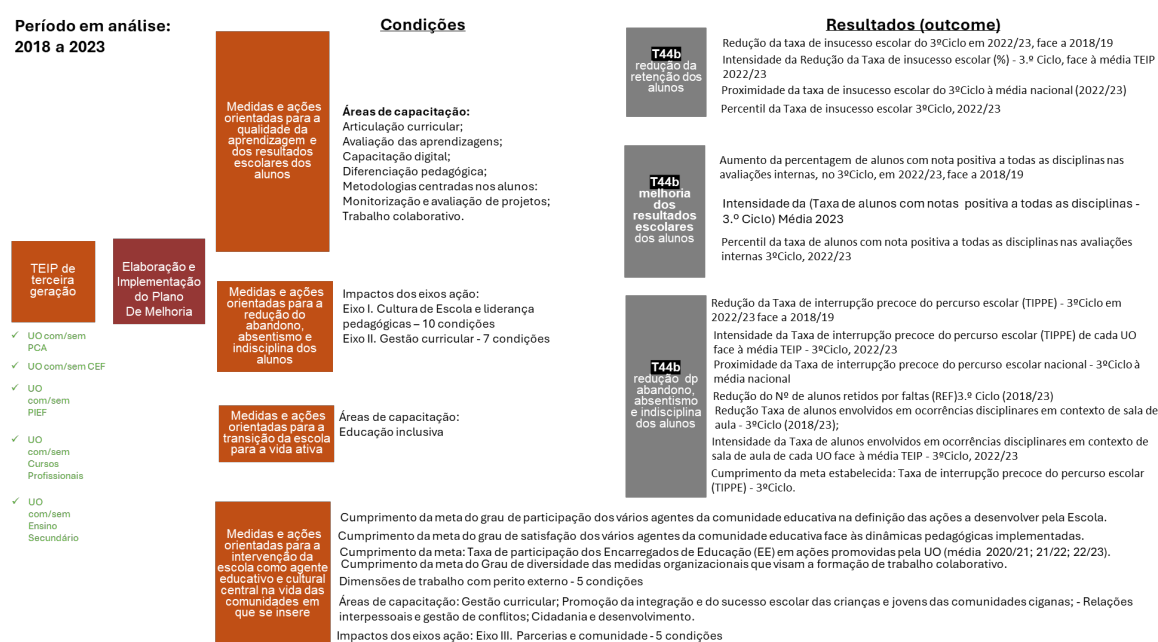 Período em análise:
2018 a 2023
TEIP de
terceira
geração
✓ UO com/sem
PCA
✓ UO com/sem CEF
✓ UO
com/sem
PIEF
✓ UO
com/sem
Cursos
Profissionais
✓ UO
com/sem
Ensino
Secundário
Elaboração e
Implementação
do Plano
De Melhoria
Condições
Medidas e ações
orientadas para a
qualidade da
aprendizagem e
dos resultados
escolares dos
alunos
Áreas de capacitação:
Articulação curricular;
Avaliação das aprendizagens;
Capacitação digital;
Diferenciação pedagógica;
Metodologias centradas nos alunos:
Monitorização e avaliação de projetos;
Trabalho colaborativo.
Medidas e ações
orientadas para a
redução do
abandono,
absentismo e
indisciplina dos
alunos
Impactos dos eixos ação:
Eixo I. Cultura de Escola e liderança
pedagógicas – 10 condições
Eixo II. Gestão curricular - 7 condições
Medidas e ações
orientadas para a
transição da escola
para a vida ativa
Áreas de capacitação:
Educação inclusiva
Medidas e ações
orientadas para a
intervenção da
escola como agente
educativo e cultural
central na vida das
comunidades em
que se insere
Cumprimento da meta do grau de participação dos vários agentes da comunidade educativa na definição das ações a desenvolver pela Escola.
Cumprimento da meta do grau de satisfação dos vários agentes da comunidade educativa face às dinâmicas pedagógicas implementadas.
Cumprimento da meta: Taxa de participação dos Encarregados de Educação (EE) em ações promovidas pela UO (média 2020/21; 21/22; 22/23).
Cumprimento da meta do Grau de diversidade das medidas organizacionais que visam a formação de trabalho colaborativo.
Dimensões de trabalho com perito externo - 5 condições
Áreas de capacitação: Gestão curricular; Promoção da integração e do sucesso escolar das crianças e jovens das comunidades ciganas; - Relações
interpessoais e gestão de conflitos; Cidadania e desenvolvimento.
Impactos dos eixos ação: Eixo III. Parcerias e comunidade - 5 condições
Resultados (outcome)
T44b
redução da
retenção dos
alunos
Redução da taxa de insucesso escolar do 3ºCiclo em 2022/23, face a 2018/19
Intensidade da Redução da Taxa de insucesso escolar (%) - 3.º Ciclo, face à média TEIP
2022/23
Proximidade da taxa de insucesso escolar do 3ºCiclo à média nacional (2022/23)
Percentil da Taxa de insucesso escolar 3ºCiclo, 2022/23
T44b
melhoria
dos
resultados
escolares
dos alunos
Aumento da percentagem de alunos com nota positiva a todas as disciplinas nas
avaliações internas, no 3ºCiclo, em 2022/23, face a 2018/19
Intensidade da (Taxa de alunos com notas positiva a todas as disciplinas -
3.º Ciclo) Média 2023
Percentil da taxa de alunos com nota positiva a todas as disciplinas nas avaliações
internas 3ºCiclo, 2022/23
T44b
redução dp
abandono,
absentismo
e indisciplina
dos alunos
Redução da Taxa de interrupção precoce do percurso escolar (TIPPE) - 3ºCiclo em
2022/23 face a 2018/19
Intensidade da Taxa de interrupção precoce do percurso escolar (TIPPE) de cada UO
face à média TEIP - 3ºCiclo, 2022/23
Proximidade da Taxa de interrupção precoce do percurso escolar nacional - 3ºCiclo à
média nacional
Redução do Nº de alunos retidos por faltas (REF)3.º Ciclo (2018/23)
Redução Taxa de alunos envolvidos em ocorrências disciplinares em contexto de sala de
aula - 3ºCiclo (2018/23);
Intensidade da Taxa de alunos envolvidos em ocorrências disciplinares em contexto de
sala de aula de cada UO face à média TEIP - 3ºCiclo, 2022/23
Cumprimento da meta estabelecida: Taxa de interrupção precoce do percurso escolar
(TIPPE) - 3ºCiclo.